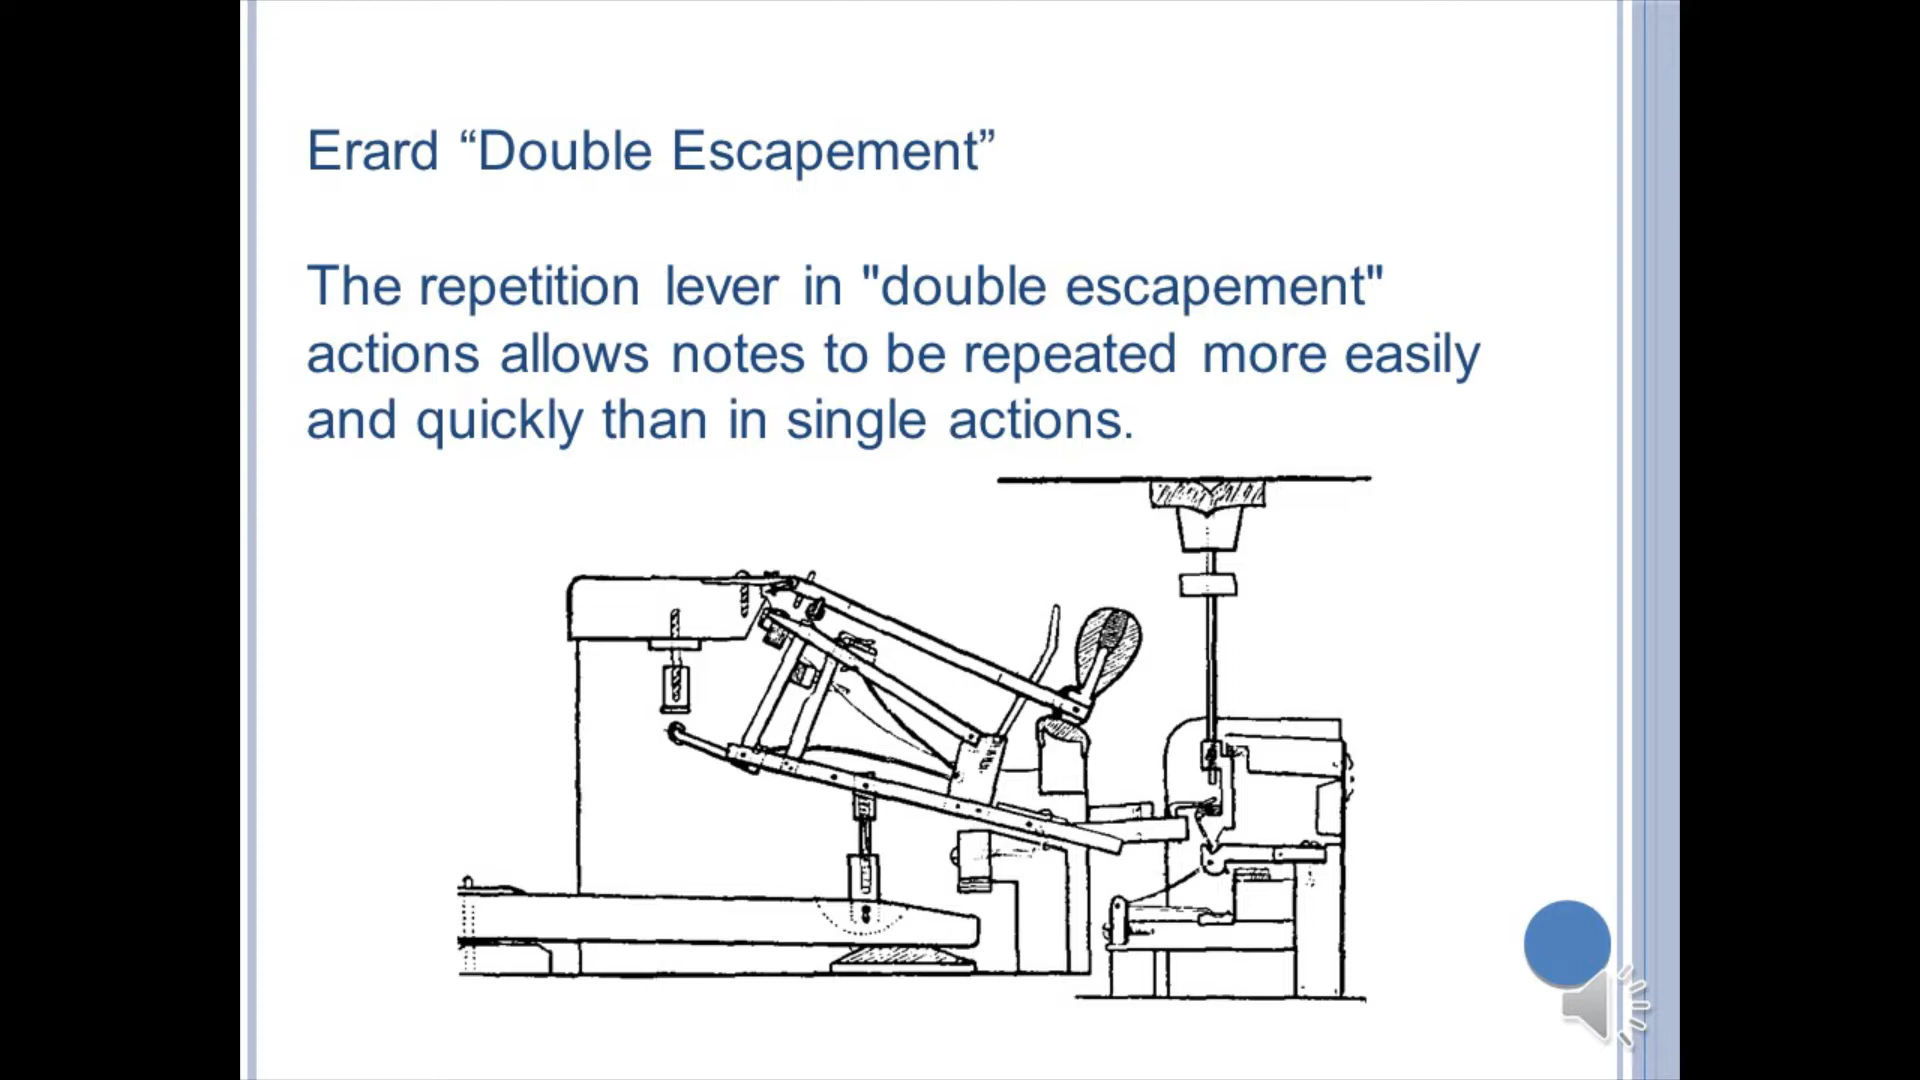 Erard “Double Escapement”
The repetition lever in "double escapement"
actions allows notes to be repeated more easily
and quickly than in single actions.